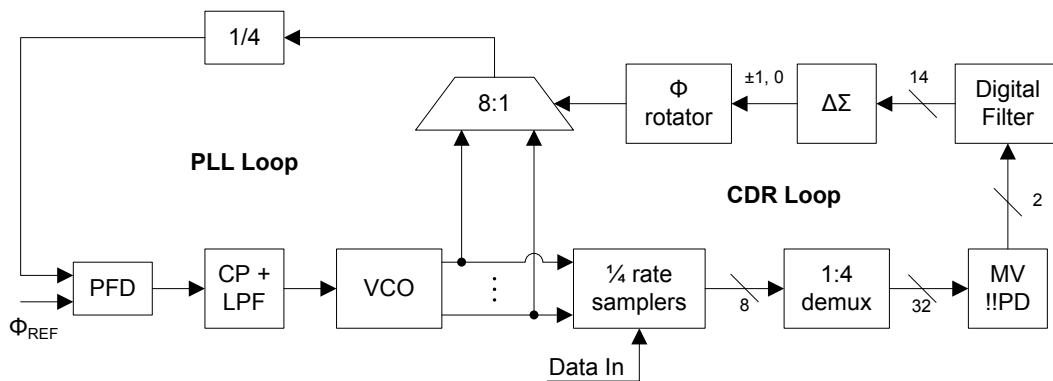 1/4
8:1
Φ
rotator
±1, 0
ΔΣ
14
Digital
Filter
PLL Loop
CDR Loop
2
PFD
CP +
LPF
VCO
¼ rate
samplers
8
1:4
demux
32
MV
!!PD
ΦREF
Data In